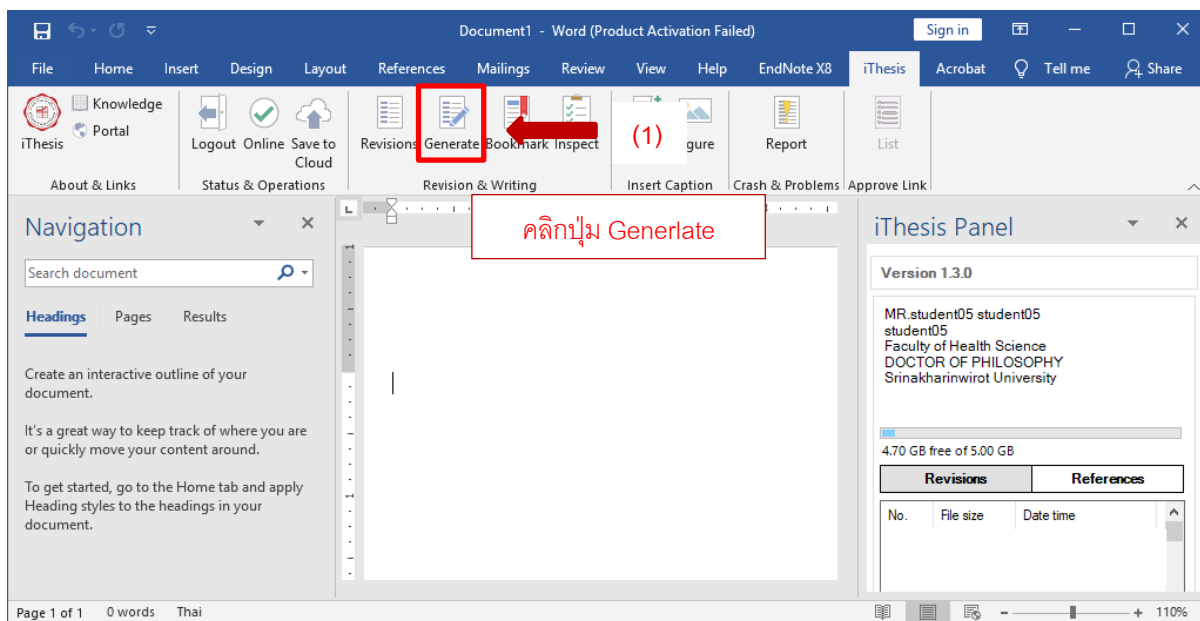 Document1 - Word (Product Activation Failed)
Sign in
File Home Insert Design Layout References Mailings Review View Help EndNote X8 iThesis Acrobat Tell me Share
iThesis
Knowledge
Portal
Logout Online Save to Cloud
Revisions Generate Bookmark Inspect
(1)
gure
Report
List
About & Links Status & Operations Revision & Writing Insert Caption Crash & Problems Approve Link
คลิกปุ่ม Generlate
Navigation
Search document
Headings Pages Results
Create an interactive outline of your
document.
It's a great way to keep track of where you are
or quickly move your content around.
To get started, go to the Home tab and apply
Heading styles to the headings in your
document.
iThesis Panel
Version 1.3.0
MR.student05 student05
student05
Faculty of Health Science
DOCTOR OF PHILOSOPHY
Srinakharinwirot University
4.70 GB free of 5.00 GB
Revisions References
No. File size Date time
Page 1 of 1 0 words Thai
110%